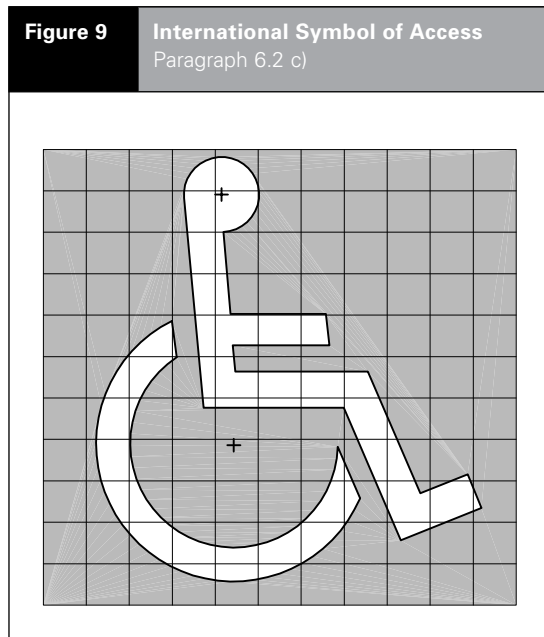 Figure 9
International Symbol of Access
Paragraph 6.2 c)